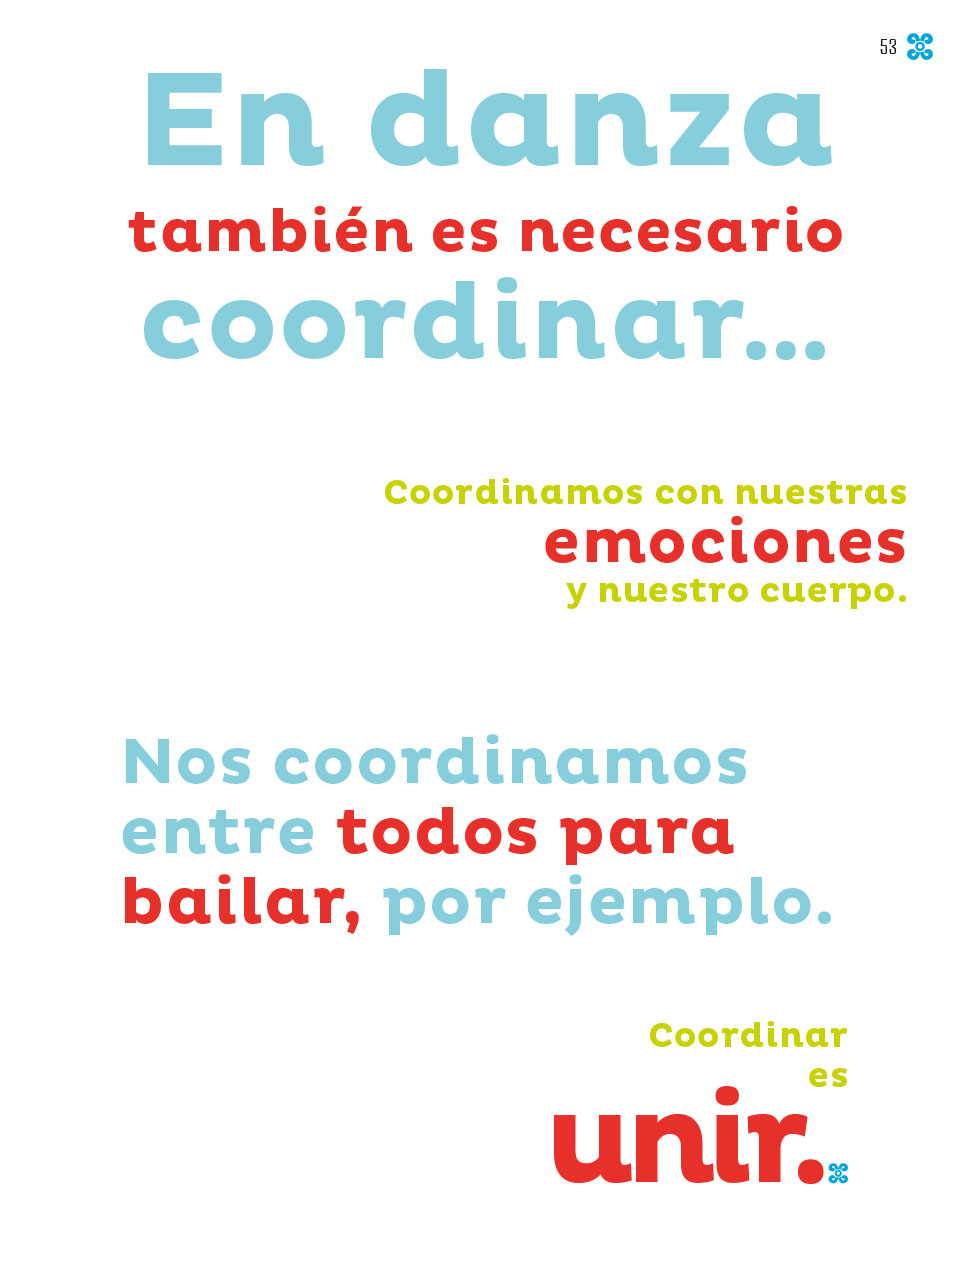 53
En danza
también es necesario
coordinar...
Coordinamos con nuestras
emociones
y nuestro cuerpo.
Nos coordinamos
entre todos para
bailar, por ejemplo.
Coordinar
es
unir.